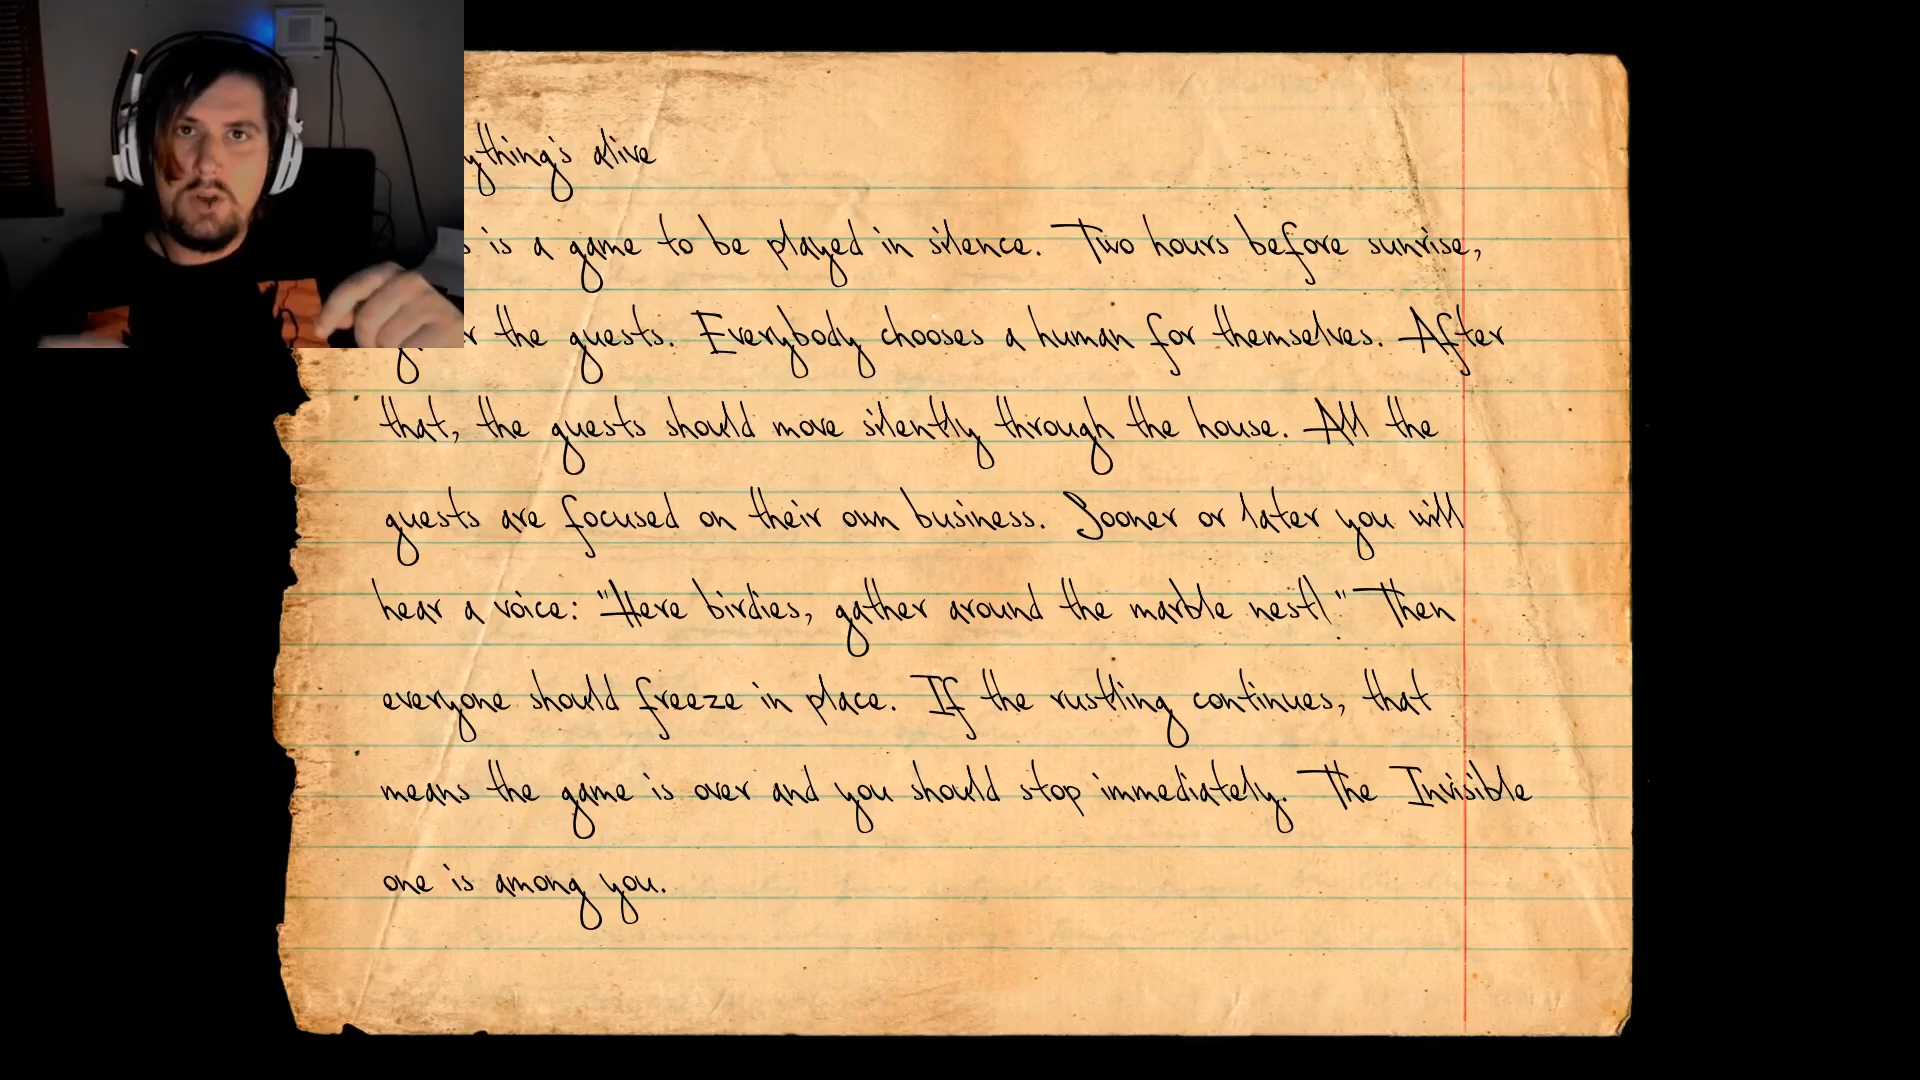 ything's alive
s is a game to be played in silence. Two hours before sunrise,
the guests. Everybody chooses a human for themselves. After
that, the guests should move silently through the house. All the
guests are focused on their own business. Sooner or later you will
hear a voice: "Here birdies, gather around the marble nest!" Then
everyone should freeze in place. If the rustling continues, that
means the game is over and you should stop immediately. The Invisible
one is among you.